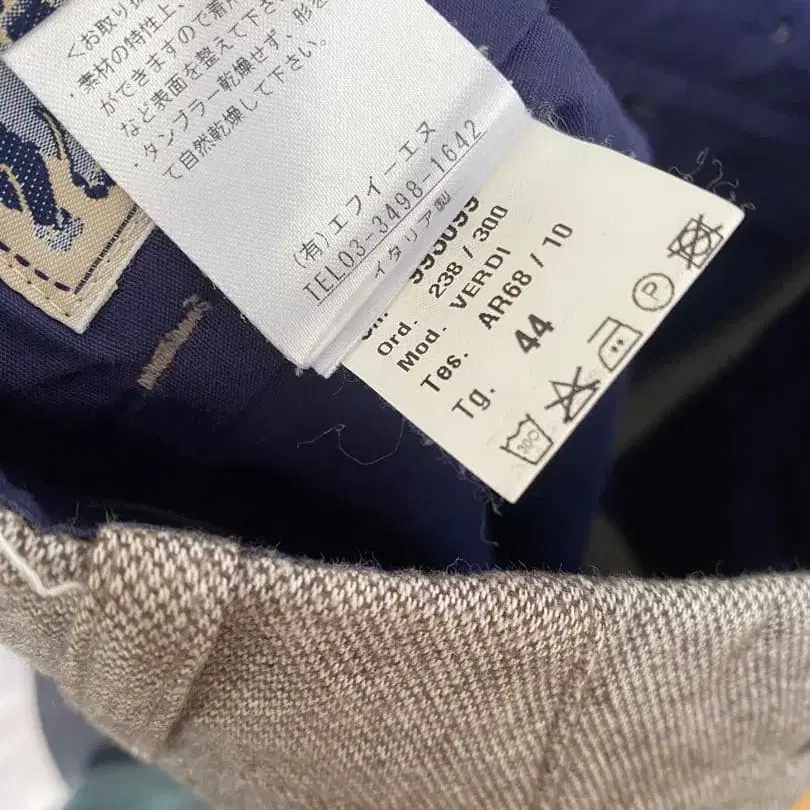 <お取り扱
・素材の特性上、
ができますので着用
など表面を整えて下さい
・タンブラー乾燥せず、形を
て自然乾燥して下さい。
(有)エフイーエヌ
TEL03-3498-1642
イタリア製
993099
Ord. 238 / 300
Mod. VERDI
Tes. AR68 / 10
Tg. 44
300
P